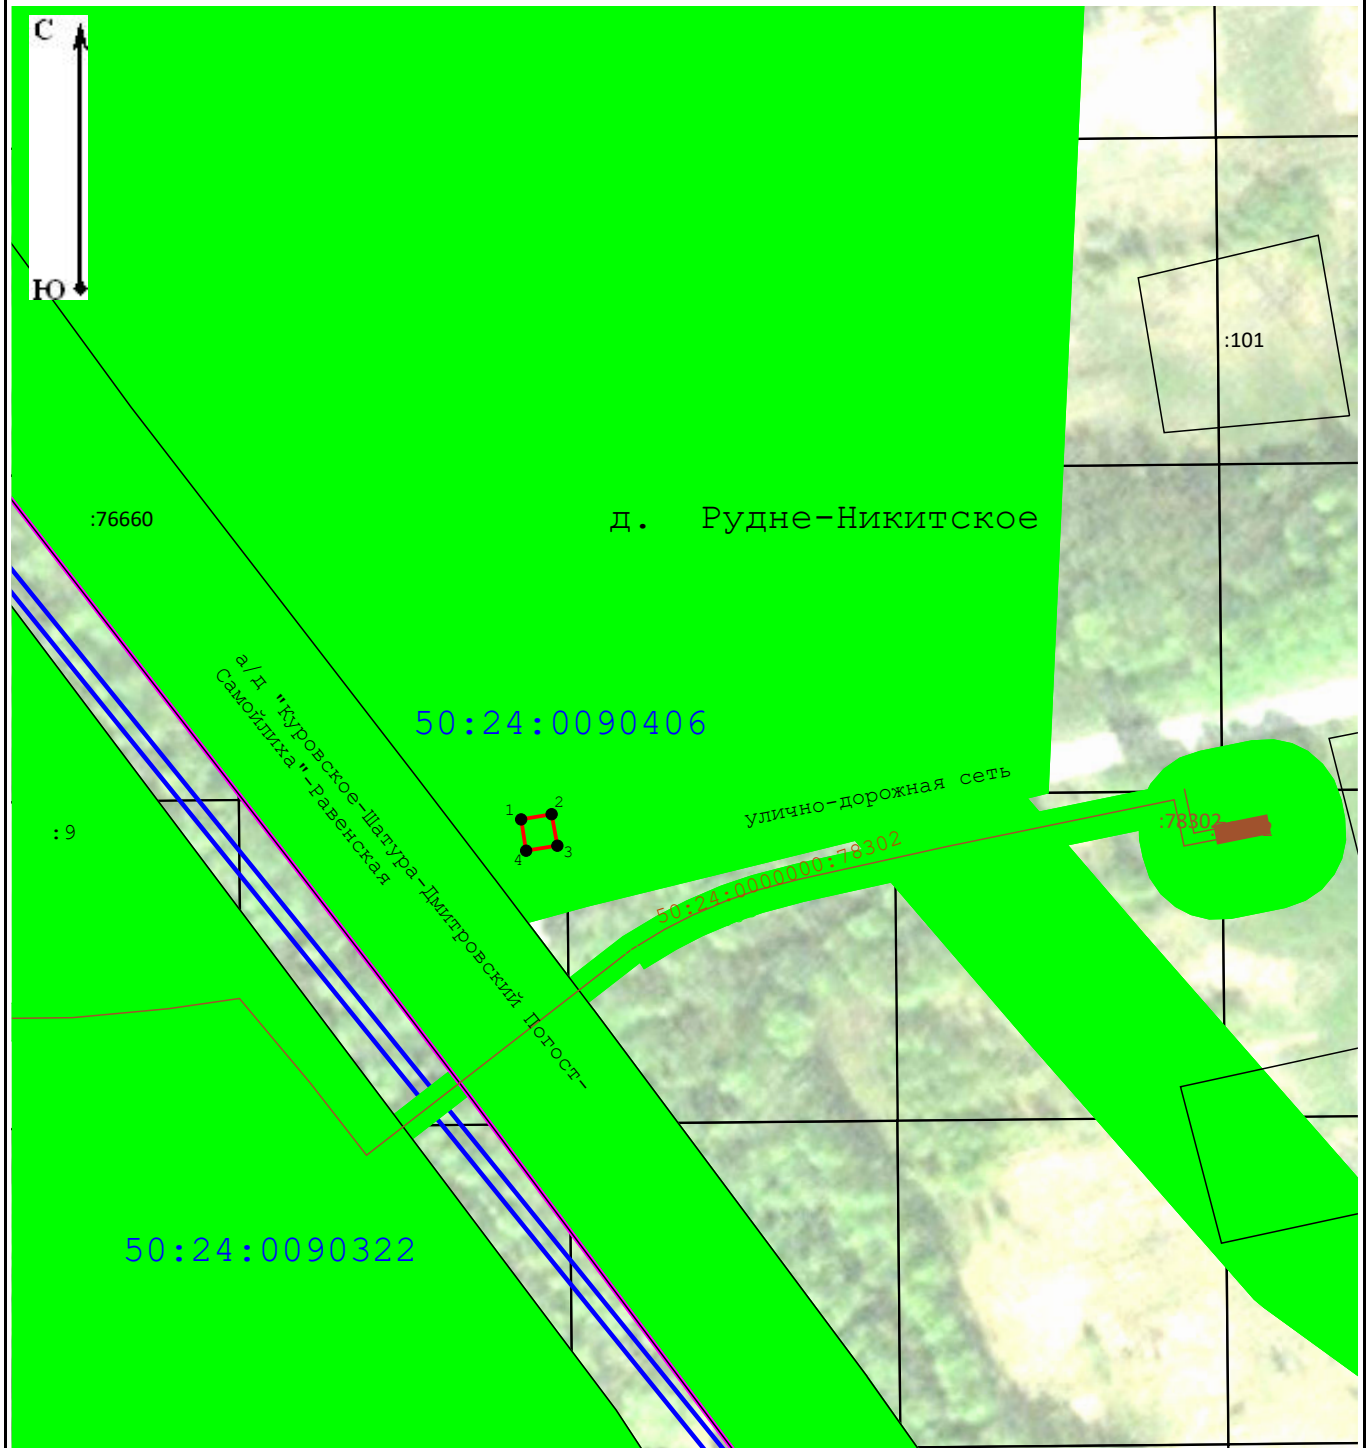 С
Ю
:101
:76660
д. Рудне-Никитское
а/д "Куровское-Шатура-Дмитровский Погост-
Самойлиха"-Равенская
50:24:0090406
улично-дорожная сеть
1
2
:78302
:9
3
4
50:24:0000000:78302
50:24:0090322